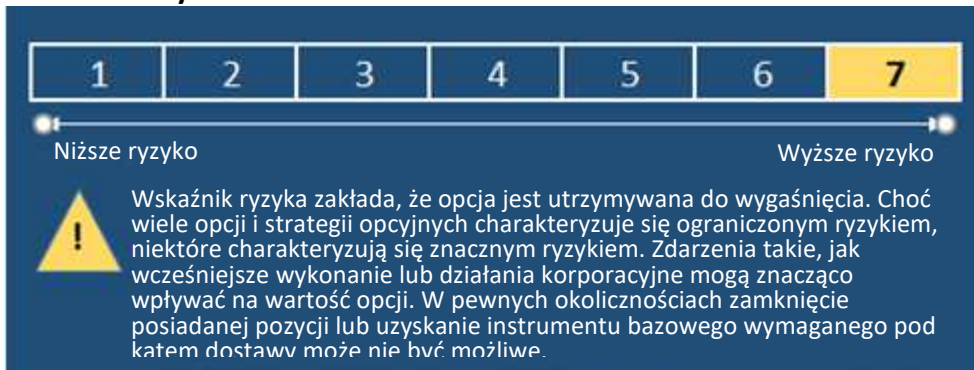 1 2 3 4 5 6 7
Niższe ryzyko Wyższe ryzyko
! Wskaźnik ryzyka zakłada, że opcja jest utrzymywana do wygaśnięcia. Choć
wiele opcji i strategii opcyjnych charakteryzuje się ograniczonym ryzykiem,
niektóre charakteryzują się znacznym ryzykiem. Zdarzenia takie, jak
wcześniejsze wykonanie lub działania korporacyjne mogą znacząco
wpływać na wartość opcji. W pewnych okolicznościach zamknięcie
posiadanej pozycji lub uzyskanie instrumentu bazowego wymaganego pod
kątem dostawy może nie być możliwe.